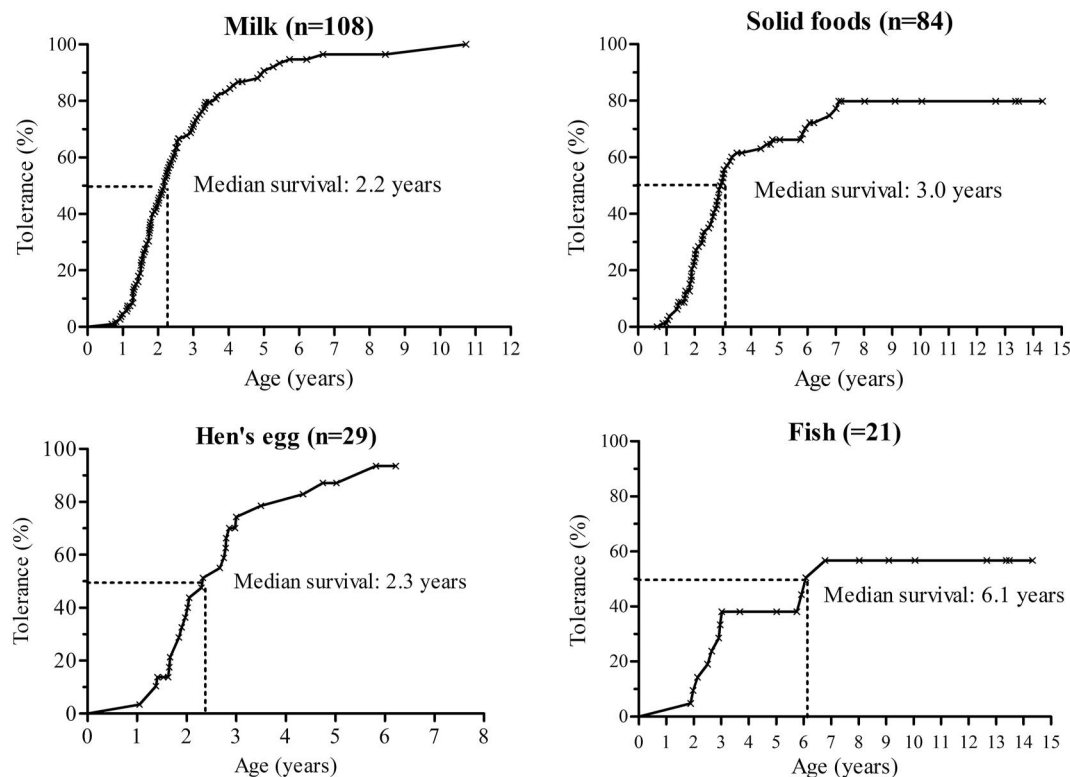 Milk (n=108)
Tolerance (%)
100
80
60
40
20
0
Median survival: 2.2 years
0 1 2 3 4 5 6 7 8 9 10 11 12
Age (years)
Solid foods (n=84)
Tolerance (%)
100
80
60
40
20
0
Median survival: 3.0 years
0 1 2 3 4 5 6 7 8 9 10 11 12 13 14 15
Age (years)
Hen's egg (n=29)
Tolerance (%)
100
80
60
40
20
0
Median survival: 2.3 years
0 1 2 3 4 5 6 7 8
Age (years)
Fish (=21)
Tolerance (%)
100
80
60
40
20
0
Median survival: 6.1 years
0 1 2 3 4 5 6 7 8 9 10 11 12 13 14 15
Age (years)